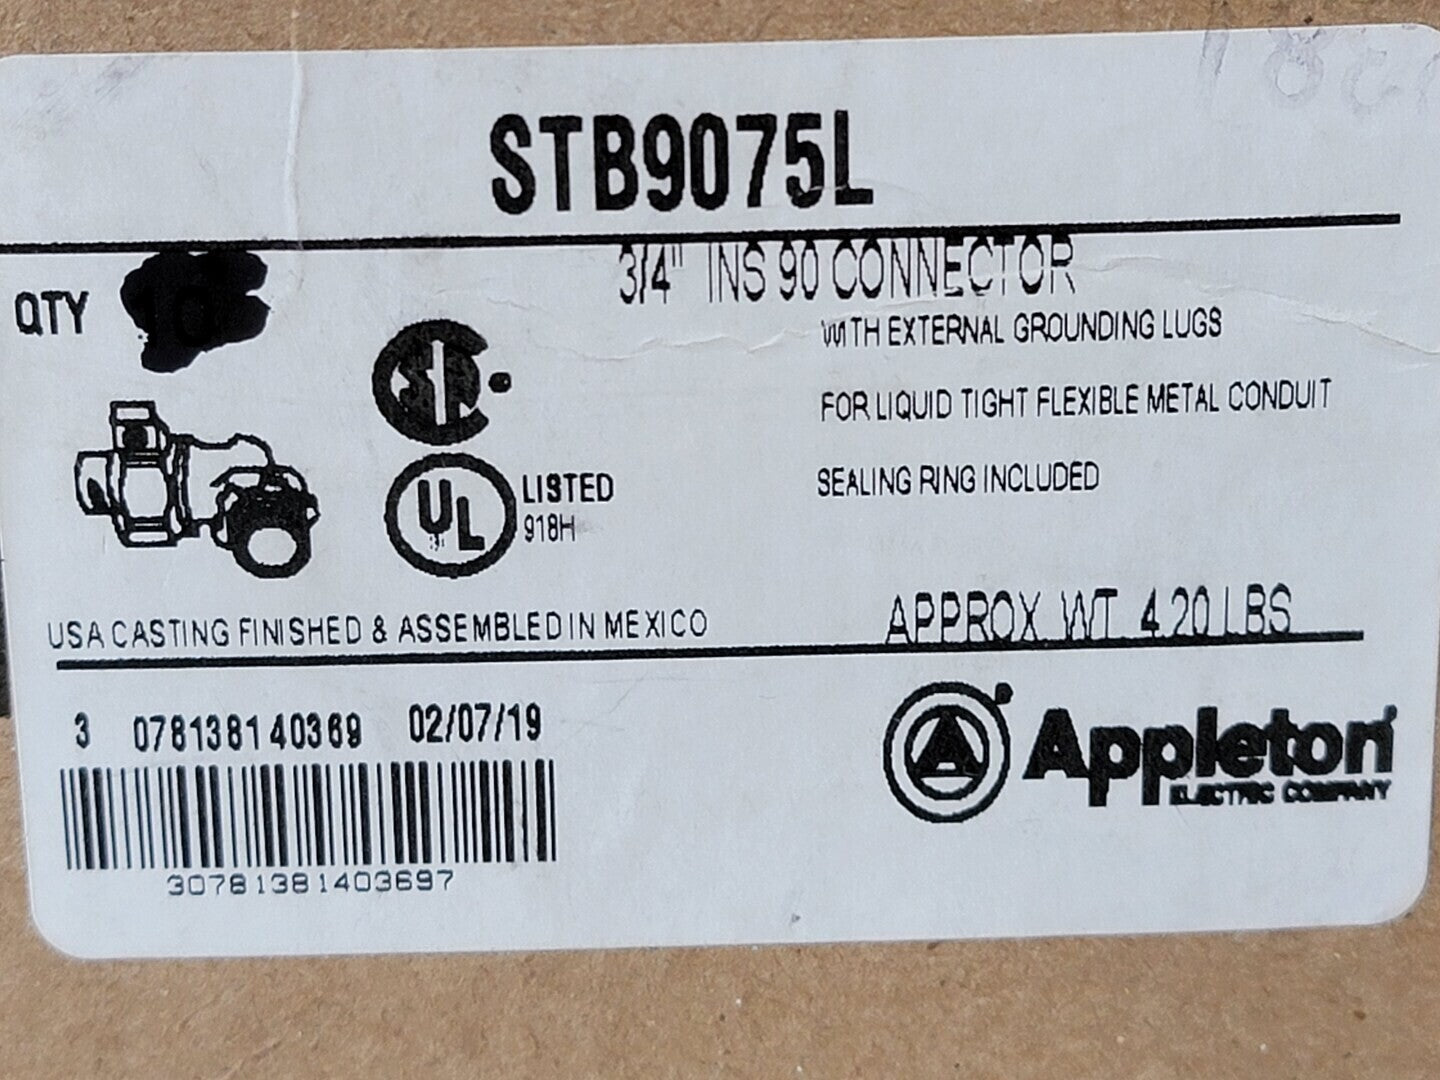 STB9075L
3/4" INS 90 CONNECTOR
QTY
WITH EXTERNAL GROUNDING LUGS
FOR LIQUID TIGHT FLEXIBLE METAL CONDUIT
SEALING RING INCLUDED
SA
UL
LISTED
918H
USA CASTING FINISHED & ASSEMBLED IN MEXICO
APPROX WT 4.20 LBS
3 078138140369 02/07/19
30781381403697
A
Appleton
ELECTRIC COMPANY